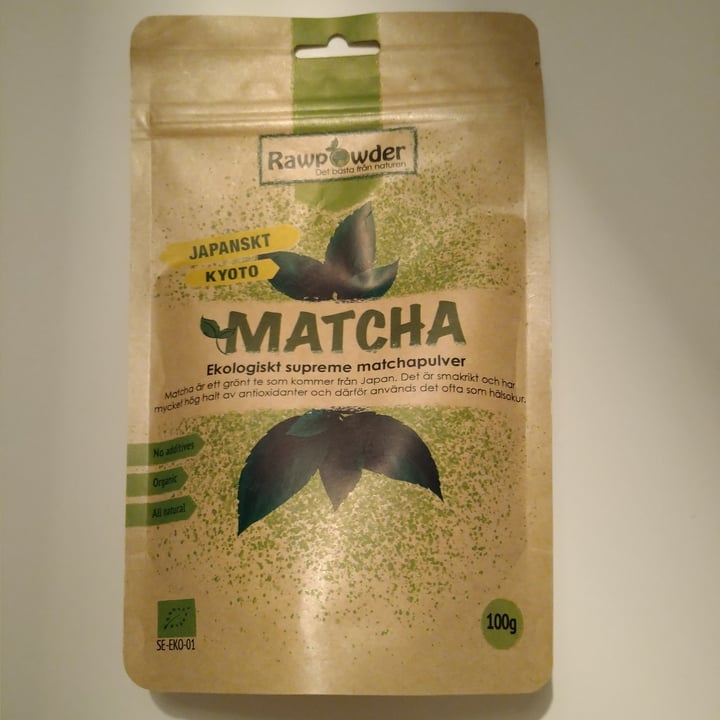 Rawpowder
Det bästa från naturen
JAPANSKT
KYOTO
MATCHA
Ekologiskt supreme matchapulver
Matcha är ett grönt te som kommer från Japan. Det är smakrikt och har
mycket hög halt av antioxidanter och därför används det ofta som hälsokur.
No additives
Organic
All natural
SE-EKO-01
100g